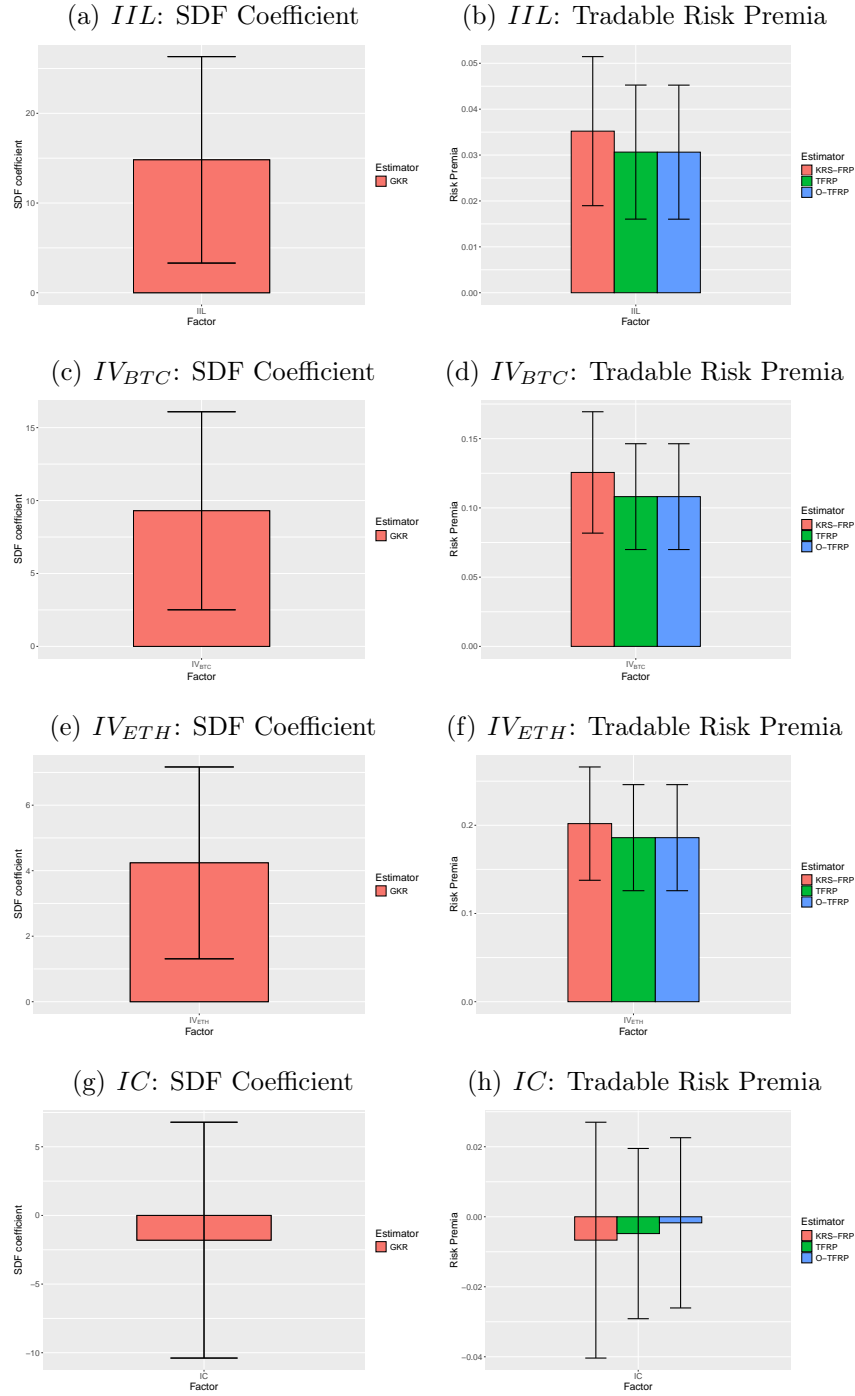 (a) IIL: SDF Coefficient
20
10
0
SDF coefficient
IIL
Factor
Estimator
GKR
(b) IIL: Tradable Risk Premia
0.05
0.04
0.03
0.02
0.01
0.00
Risk Premia
IIL
Factor
Estimator
KRS−FRP
TFRP
O−TFRP
(c) IV_BTC: SDF Coefficient
15
10
5
0
SDF coefficient
IV_BTC
Factor
Estimator
GKR
(d) IV_BTC: Tradable Risk Premia
0.15
0.10
0.05
0.00
Risk Premia
IV_BTC
Factor
Estimator
KRS−FRP
TFRP
O−TFRP
(e) IV_ETH: SDF Coefficient
6
4
2
0
SDF coefficient
IV_ETH
Factor
Estimator
GKR
(f) IV_ETH: Tradable Risk Premia
0.2
0.1
0.0
Risk Premia
IV_ETH
Factor
Estimator
KRS−FRP
TFRP
O−TFRP
(g) IC: SDF Coefficient
5
0
−5
−10
SDF coefficient
IC
Factor
Estimator
GKR
(h) IC: Tradable Risk Premia
0.02
0.00
−0.02
−0.04
Risk Premia
IC
Factor
Estimator
KRS−FRP
TFRP
O−TFRP